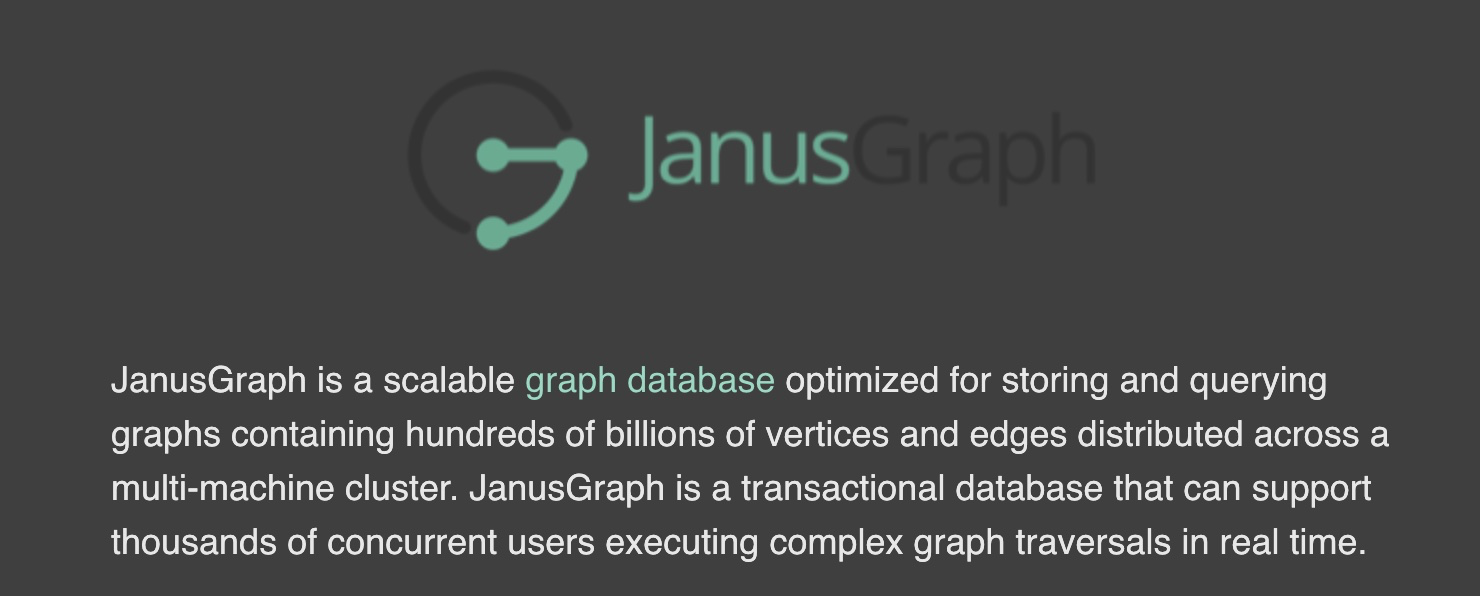 JanusGraph
JanusGraph is a scalable graph database optimized for storing and querying
graphs containing hundreds of billions of vertices and edges distributed across a
multi-machine cluster. JanusGraph is a transactional database that can support
thousands of concurrent users executing complex graph traversals in real time.